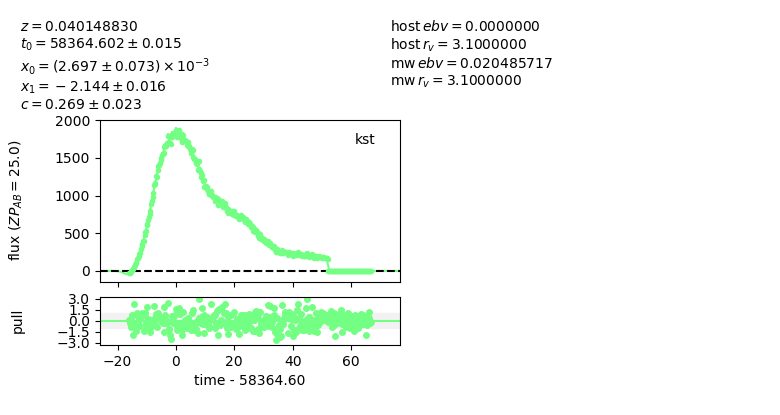 z = 0.040148830
t₀ = 58364.602 ± 0.015
x₀ = (2.697 ± 0.073) × 10⁻³
x₁ = −2.144 ± 0.016
c = 0.269 ± 0.023
host ebv = 0.0000000
host r_v = 3.1000000
mw ebv = 0.020485717
mw r_v = 3.1000000
kst
flux (ZP_AB = 25.0)
2000
1500
1000
500
0
pull
3.0
1.5
0.0
−1.5
−3.0
−20 0 20 40 60
time - 58364.60